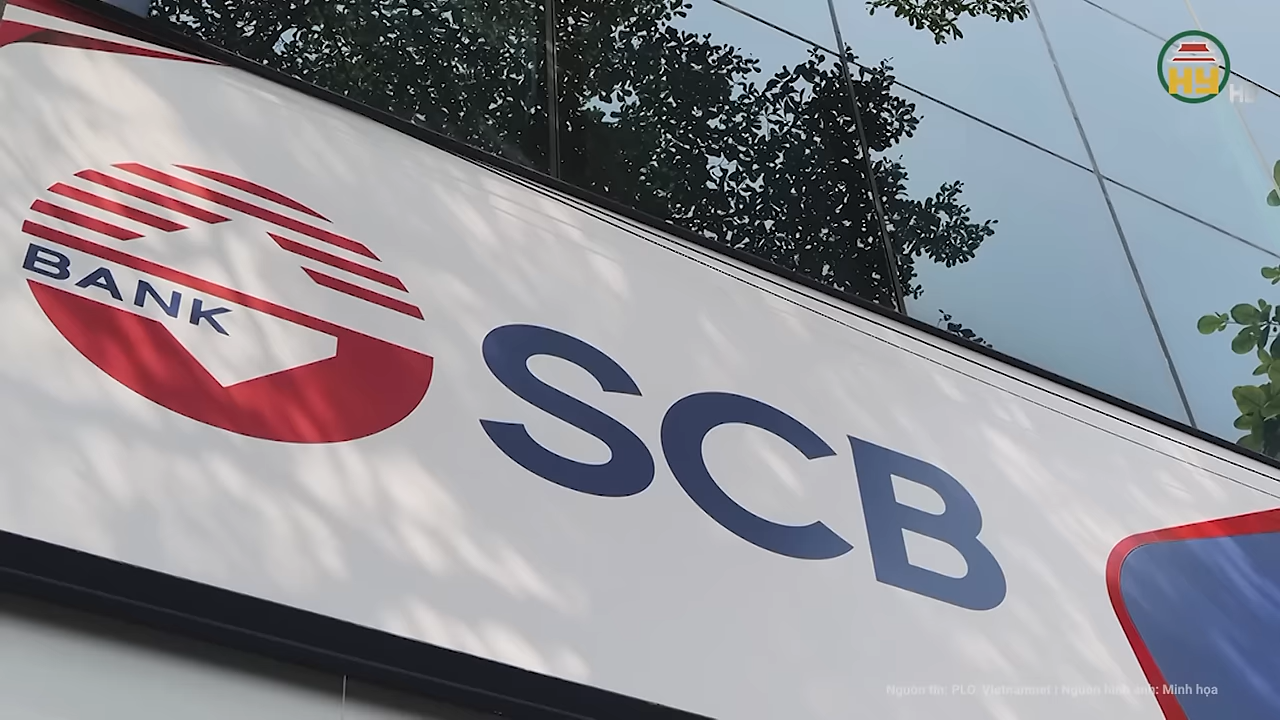 HY
BANK
SCB
Nguồn tin: PLO, Vietnamnet | Nguồn hình ảnh: Minh họa